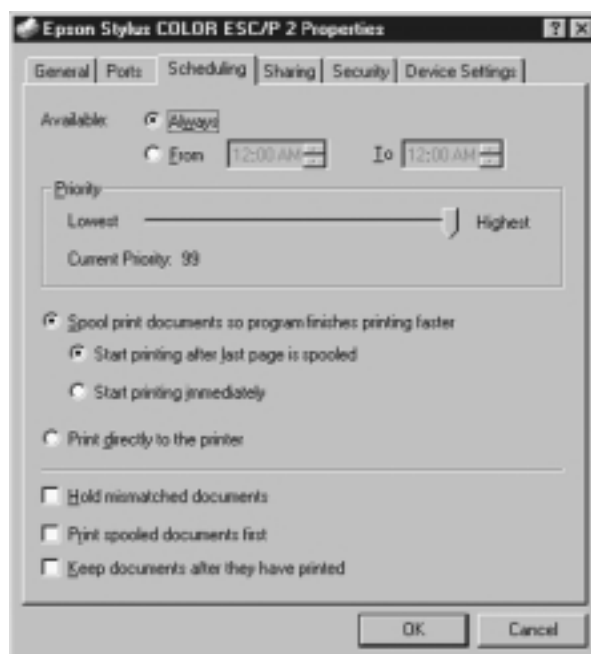 Epson Stylus COLOR ESC/P 2 Properties
General Ports Scheduling Sharing Security Device Settings
Available: Always
From 12:00 AM To 12:00 AM
Priority
Lowest Highest
Current Priority: 99
Spool print documents so program finishes printing faster
Start printing after last page is spooled
Start printing immediately
Print directly to the printer
Hold mismatched documents
Print spooled documents first
Keep documents after they have printed
OK Cancel